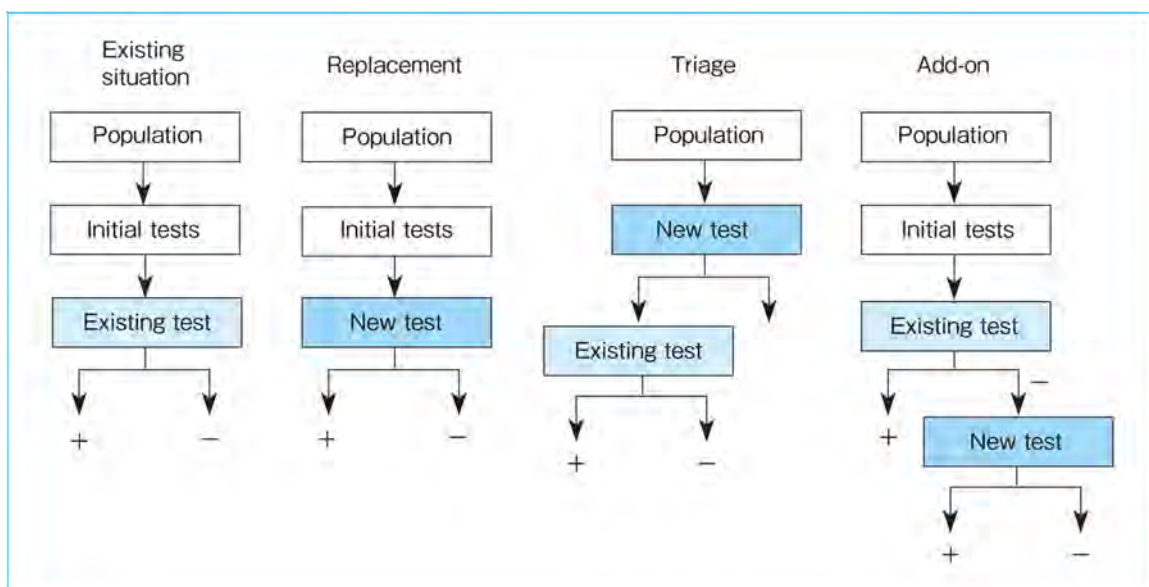 Existing
situation
Population
Initial tests
Existing test
+ −
Replacement
Population
Initial tests
New test
+ −
Triage
Population
New test
Existing test
+ −
Add-on
Population
Initial tests
Existing test
−
+
New test
+ −